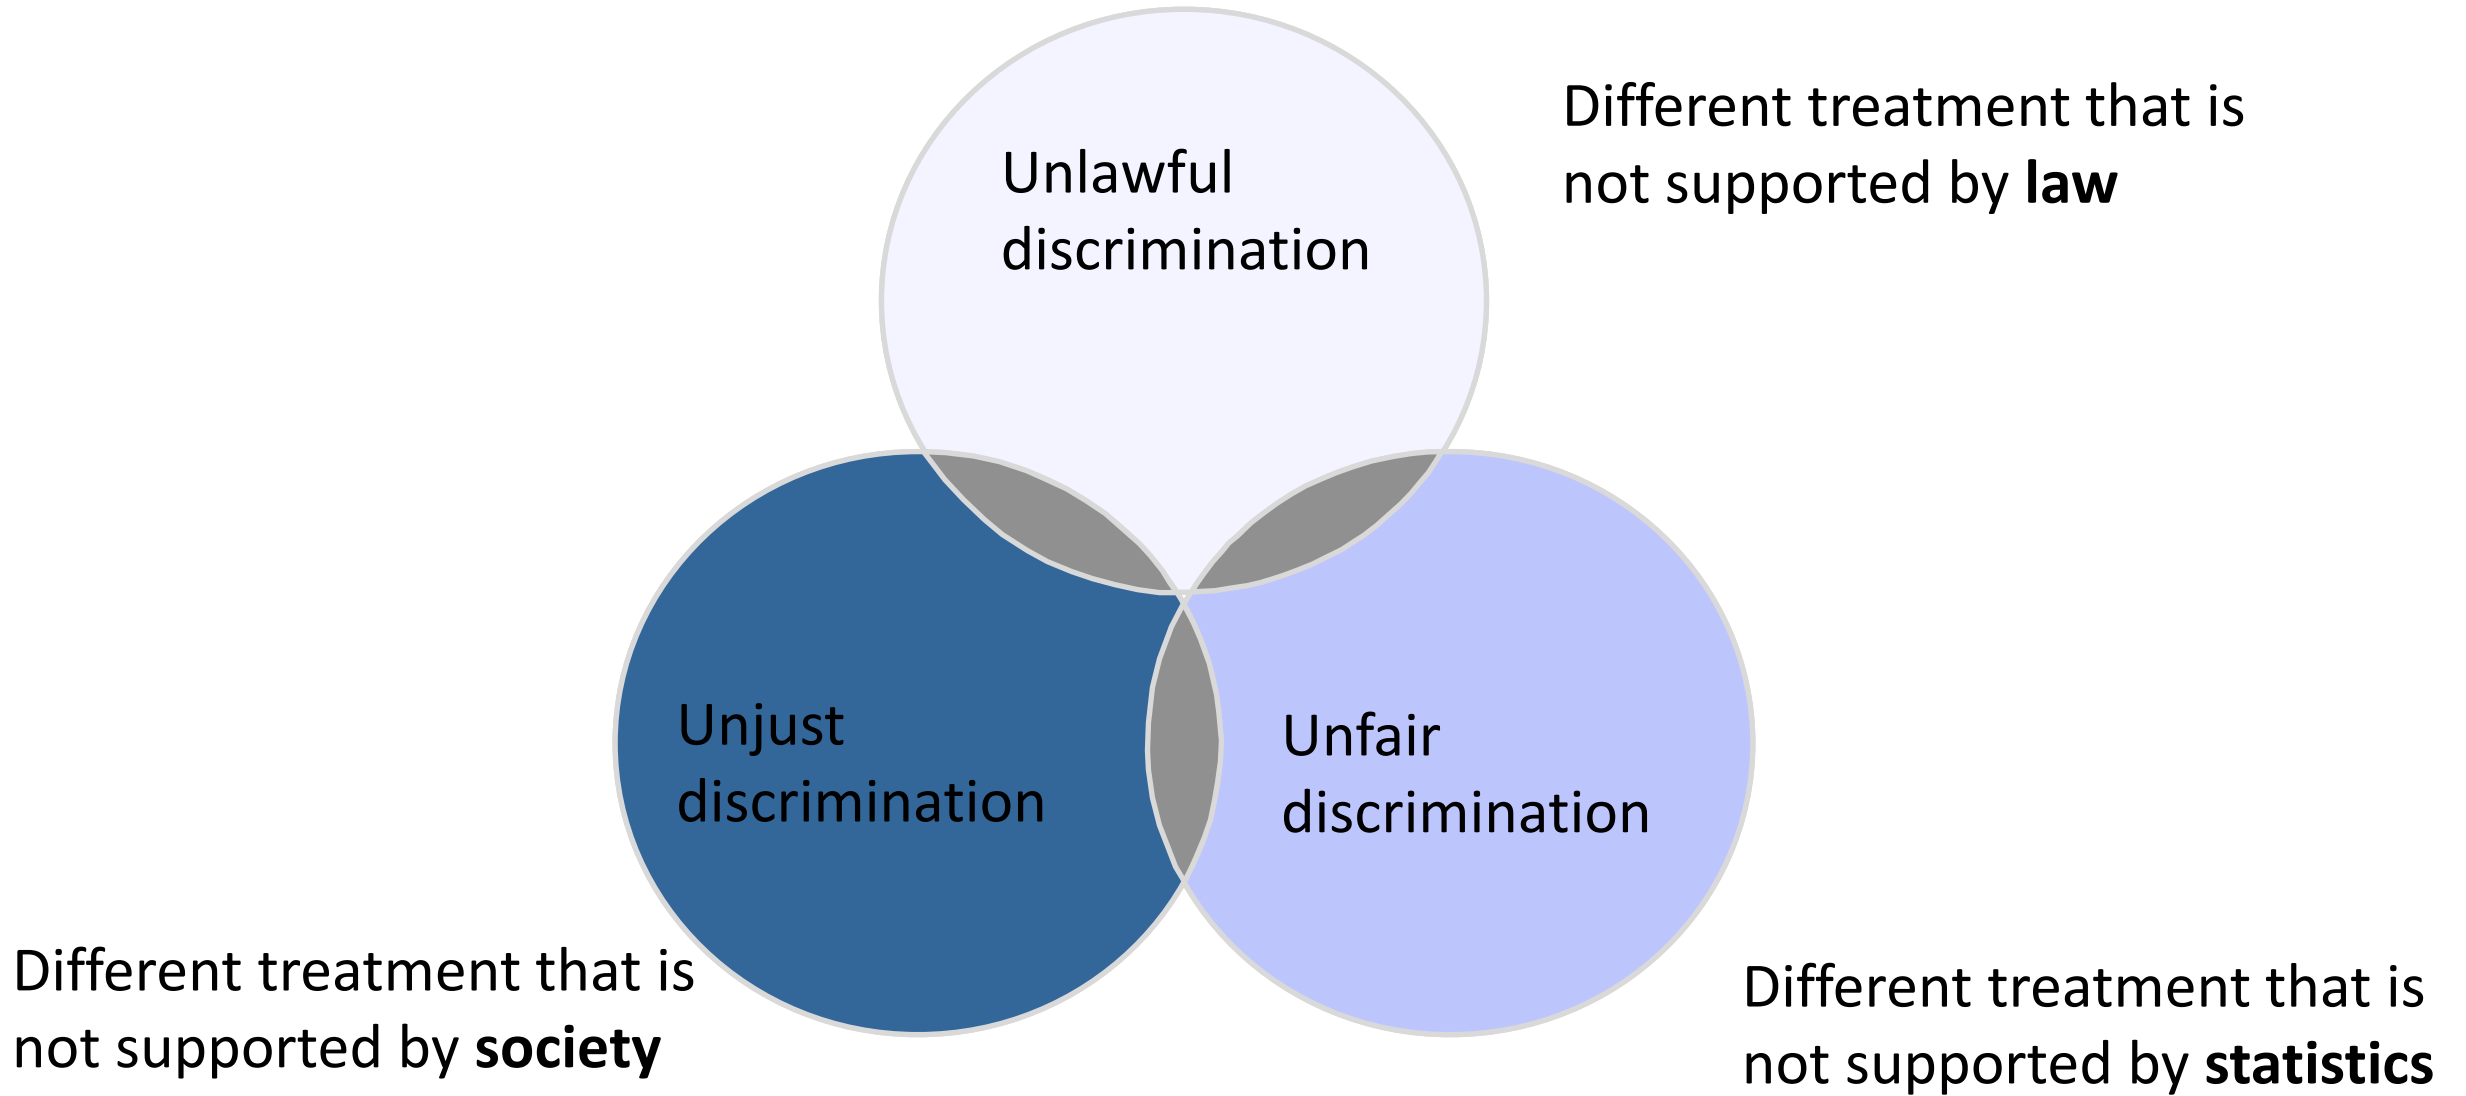 Different treatment that is
not supported by law
Unlawful
discrimination
Unjust
discrimination
Unfair
discrimination
Different treatment that is
not supported by society
Different treatment that is
not supported by statistics